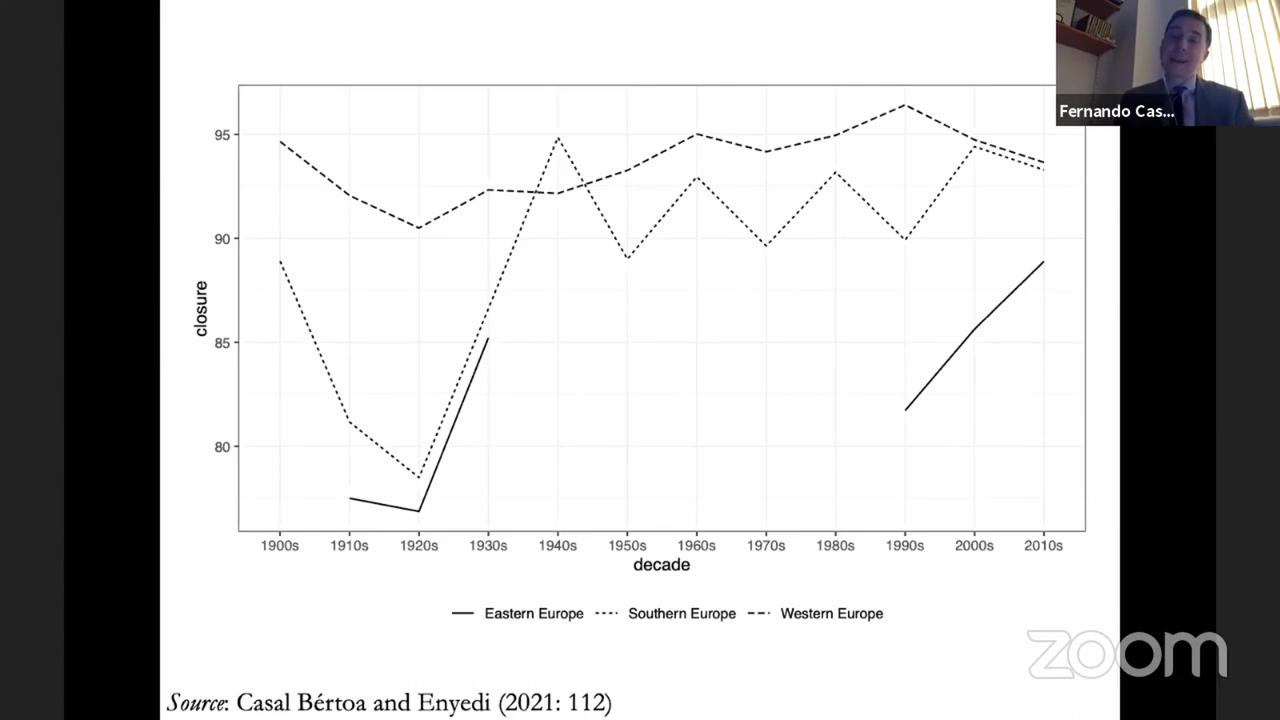 Fernando Cas...
95
90
85
80
closure
1900s 1910s 1920s 1930s 1940s 1950s 1960s 1970s 1980s 1990s 2000s 2010s
decade
Eastern Europe Southern Europe Western Europe
zoom
Source: Casal Bértoa and Enyedi (2021: 112)